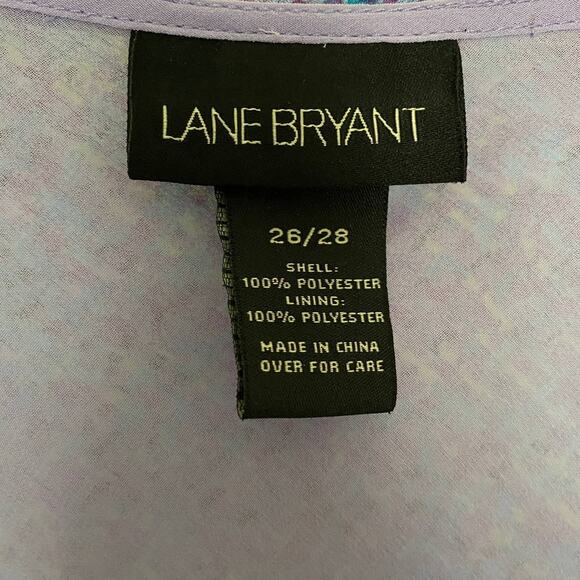 LANE BRYANT
26/28
SHELL:
100% POLYESTER
LINING:
100% POLYESTER
MADE IN CHINA
OVER FOR CARE